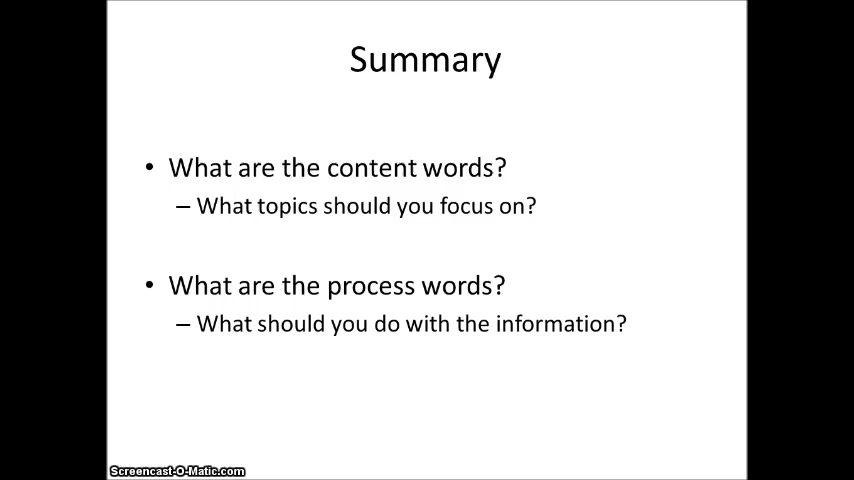 Summary
• What are the content words?
– What topics should you focus on?
• What are the process words?
– What should you do with the information?
Screencast-O-Matic.com